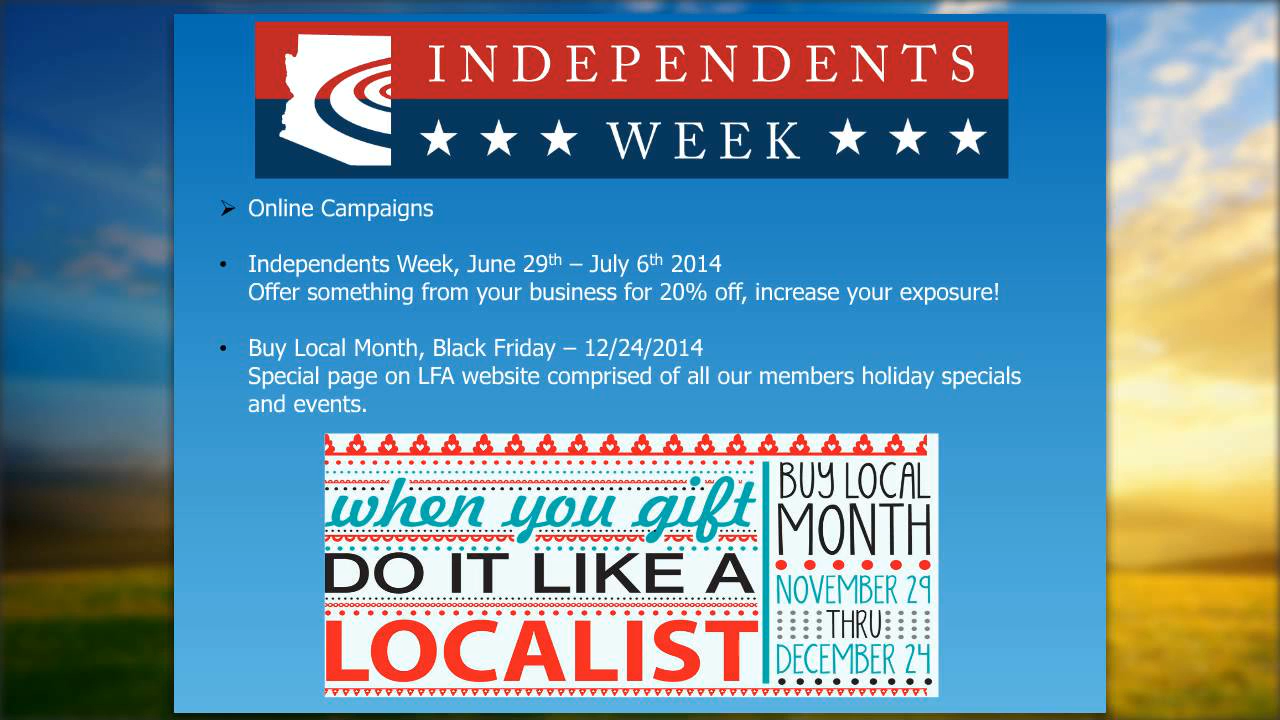 INDEPENDENTS
WEEK
Online Campaigns
Independents Week, June 29th – July 6th 2014
Offer something from your business for 20% off, increase your exposure!
Buy Local Month, Black Friday – 12/24/2014
Special page on LFA website comprised of all our members holiday specials
and events.
when you gift
DO IT LIKE A
LOCALIST
BUY LOCAL
MONTH
NOVEMBER 29
THRU
DECEMBER 24